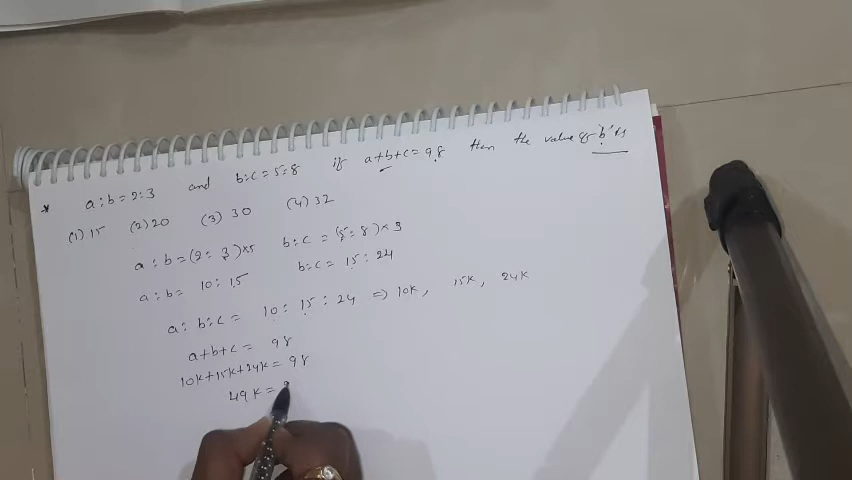 * a:b=2:3 and b:c=5:8 if a+b+c=98 then the value of 'b' is
(1) 15 (2) 20 (3) 30 (4) 32
a:b=(2:3)×5 b:c=(5:8)×3
a:b= 10:15 b:c= 15:24
a:b:c= 10:15:24 ⇒ 10k, 15k, 24k
a+b+c= 98
10k+15k+24k= 98
49k=